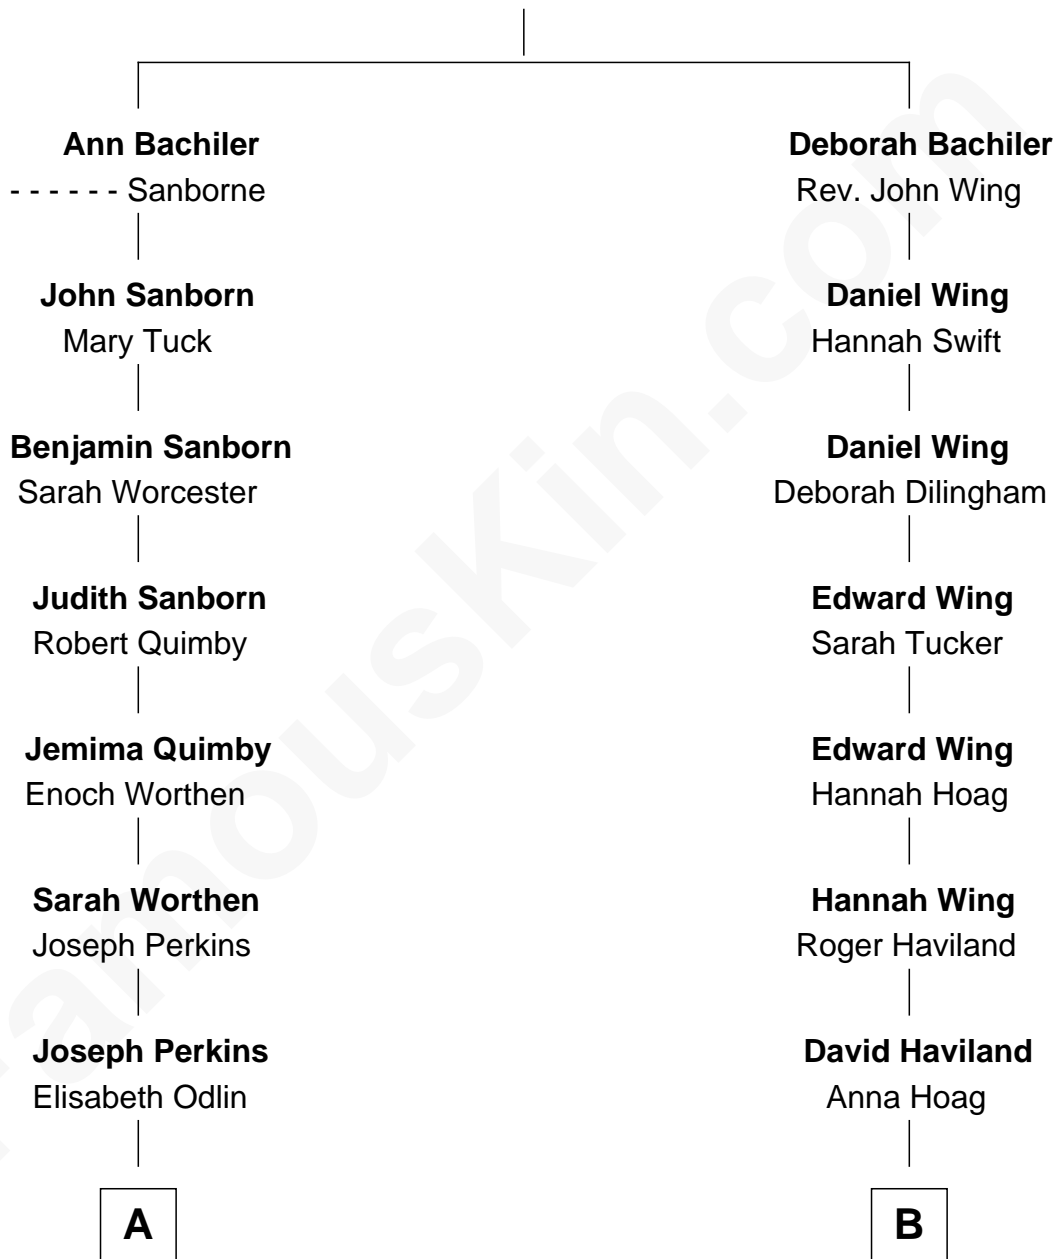 Ann Bachiler
- - - - - - Sanborne
John Sanborn
Mary Tuck
Benjamin Sanborn
Sarah Worcester
Judith Sanborn
Robert Quimby
Jemima Quimby
Enoch Worthen
Sarah Worthen
Joseph Perkins
Joseph Perkins
Elisabeth Odlin
A
Deborah Bachiler
Rev. John Wing
Daniel Wing
Hannah Swift
Daniel Wing
Deborah Dilingham
Edward Wing
Sarah Tucker
Edward Wing
Hannah Hoag
Hannah Wing
Roger Haviland
David Haviland
Anna Hoag
B
FamousKin.com